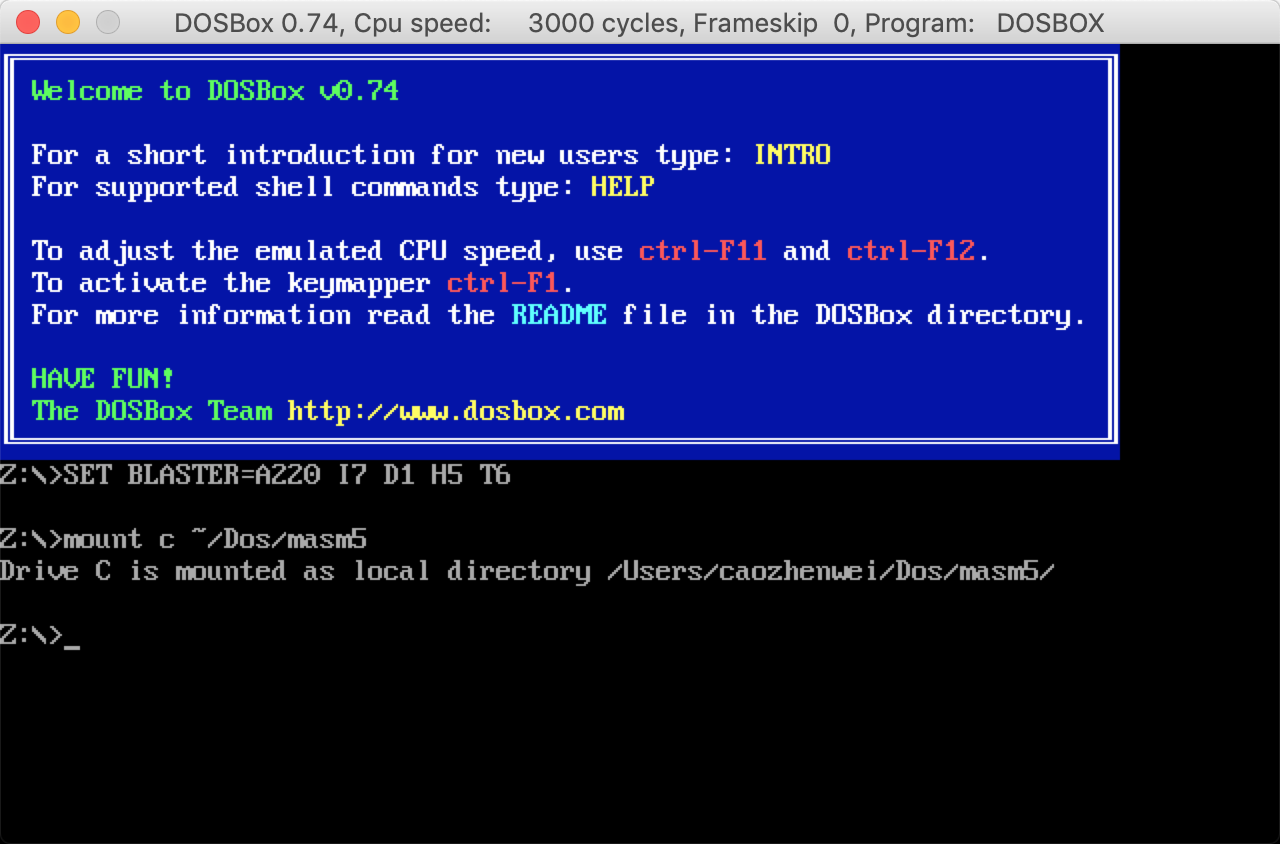 DOSBox 0.74, Cpu speed: 3000 cycles, Frameskip 0, Program: DOSBOX
Welcome to DOSBox v0.74
For a short introduction for new users type: INTRO
For supported shell commands type: HELP
To adjust the emulated CPU speed, use ctrl-F11 and ctrl-F12.
To activate the keymapper ctrl-F1.
For more information read the README file in the DOSBox directory.
HAVE FUN!
The DOSBox Team http://www.dosbox.com
Z:\>SET BLASTER=A220 I7 D1 H5 T6
Z:\>mount c ~/Dos/masm5
Drive C is mounted as local directory /Users/caozhenwei/Dos/masm5/
Z:\>_